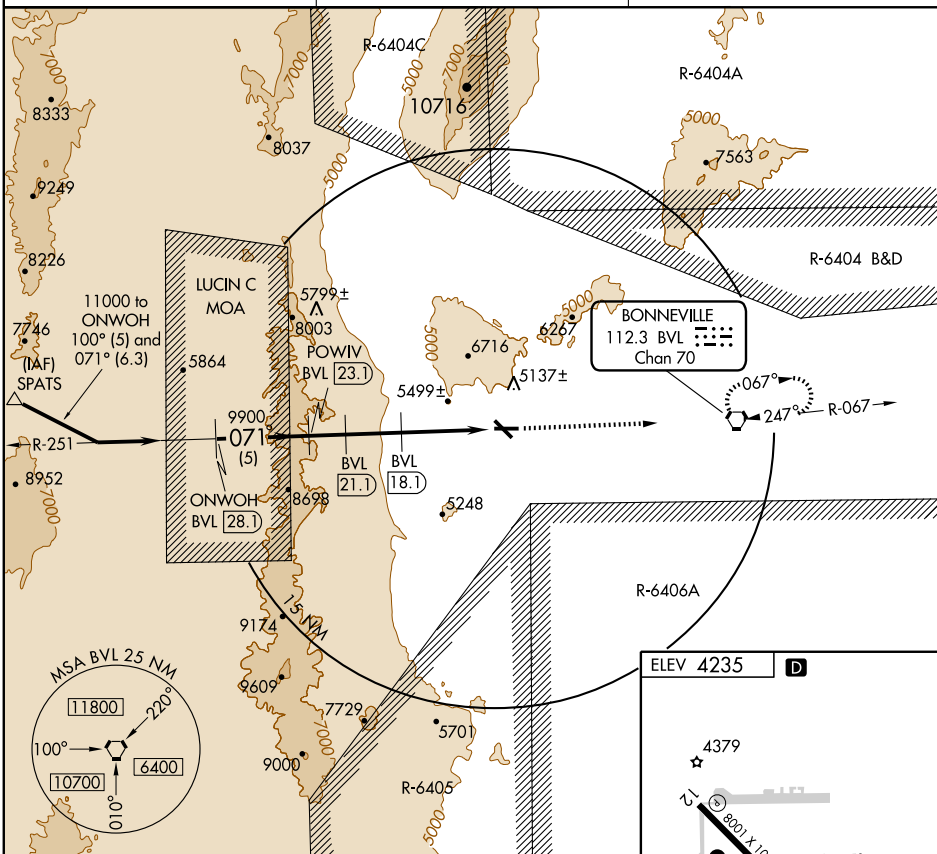 R-6404C
R-6404A
7000
7000
5000
7000
8333
10716
5000
8037
5000
7563
9249
8226
LUCIN C
MOA
R-6404 B&D
11000 to
ONWOH
100° (5) and
071° (6.3)
5799±
8003
5000
6267
BONNEVILLE
112.3 BVL
Chan 70
7746
(IAF)
SPATS
5864
POWIV
BVL 23.1
5000
6716
5137±
5499±
067°
247°
R-067
9900
071°
(5)
R-251
BVL
21.1
BVL
18.1
8952
7000
ONWOH
BVL 28.1
8698
5248
R-6406A
15 NM
9174
MSA BVL 25 NM
11800
220°
100°
10700
6400
010°
9609
7729
7000
9000
5701
R-6405
5000
ELEV 4235
D
4379
12
P
8001 X 10